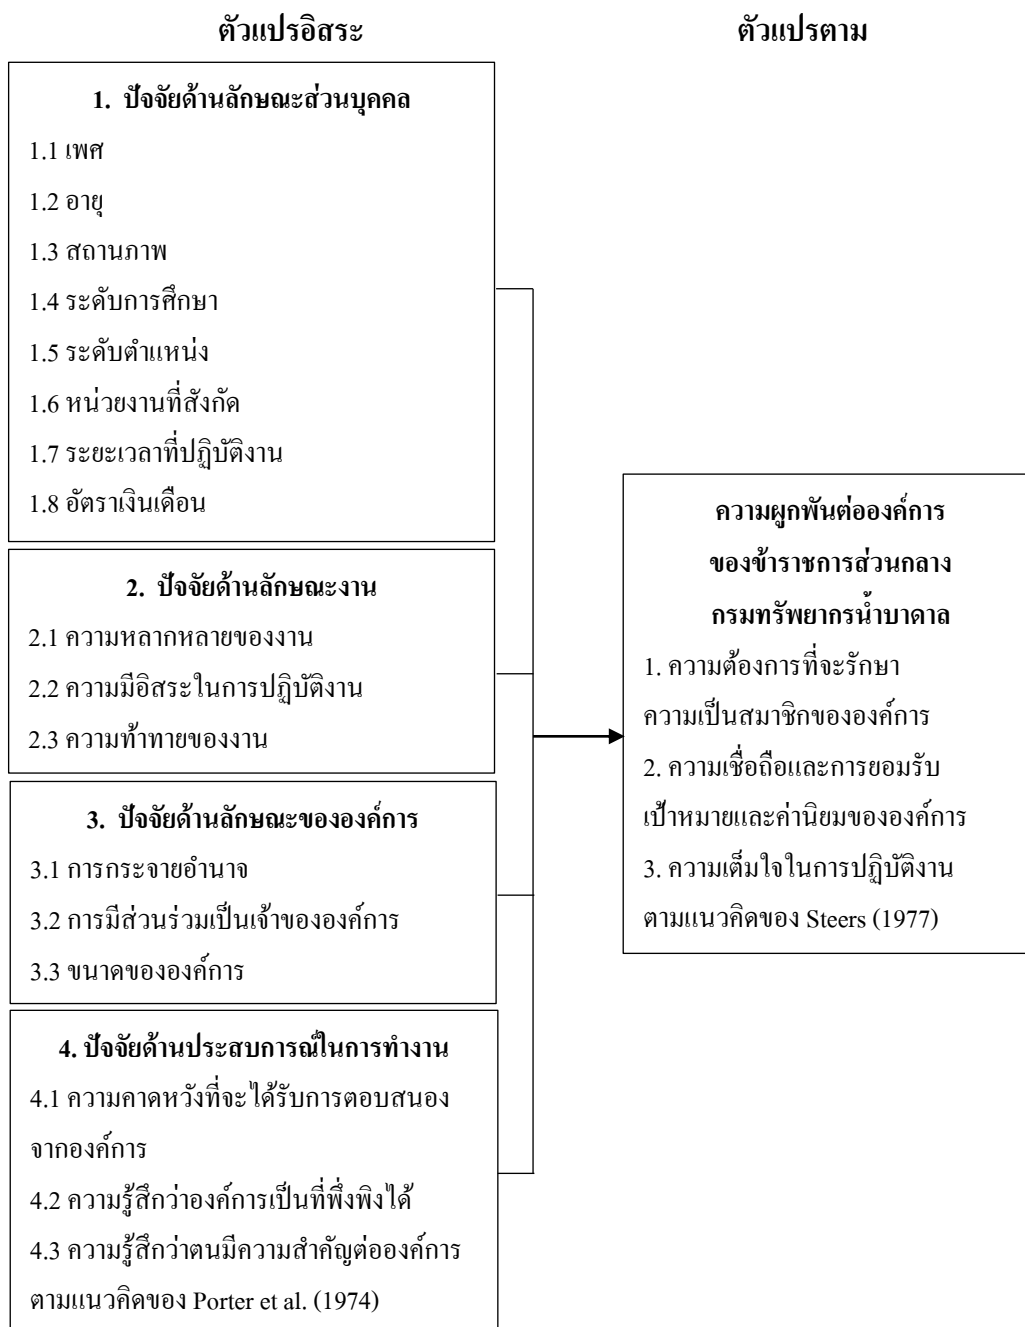 ตัวแปรอิสระ
ตัวแปรตาม
1. ปัจจัยด้านลักษณะส่วนบุคคล
1.1 เพศ
1.2 อายุ
1.3 สถานภาพ
1.4 ระดับการศึกษา
1.5 ระดับตำแหน่ง
1.6 หน่วยงานที่สังกัด
1.7 ระยะเวลาที่ปฏิบัติงาน
1.8 อัตราเงินเดือน
2. ปัจจัยด้านลักษณะงาน
2.1 ความหลากหลายของงาน
2.2 ความมีอิสระในการปฏิบัติงาน
2.3 ความท้าทายของงาน
3. ปัจจัยด้านลักษณะขององค์การ
3.1 การกระจายอำนาจ
3.2 การมีส่วนร่วมเป็นเจ้าขององค์การ
3.3 ขนาดขององค์การ
4. ปัจจัยด้านประสบการณ์ในการทำงาน
4.1 ความคาดหวังที่จะได้รับการตอบสนอง
จากองค์การ
4.2 ความรู้สึกว่าองค์การเป็นที่พึ่งพิงได้
4.3 ความรู้สึกว่าตนมีความสำคัญต่อองค์การ
ตามแนวคิดของ Porter et al. (1974)
ความผูกพันต่อองค์การ
ของข้าราชการส่วนกลาง
กรมทรัพยากรน้ำบาดาล
1. ความต้องการที่จะรักษา
ความเป็นสมาชิกขององค์การ
2. ความเชื่อถือและการยอมรับ
เป้าหมายและค่านิยมขององค์การ
3. ความเต็มใจในการปฏิบัติงาน
ตามแนวคิดของ Steers (1977)